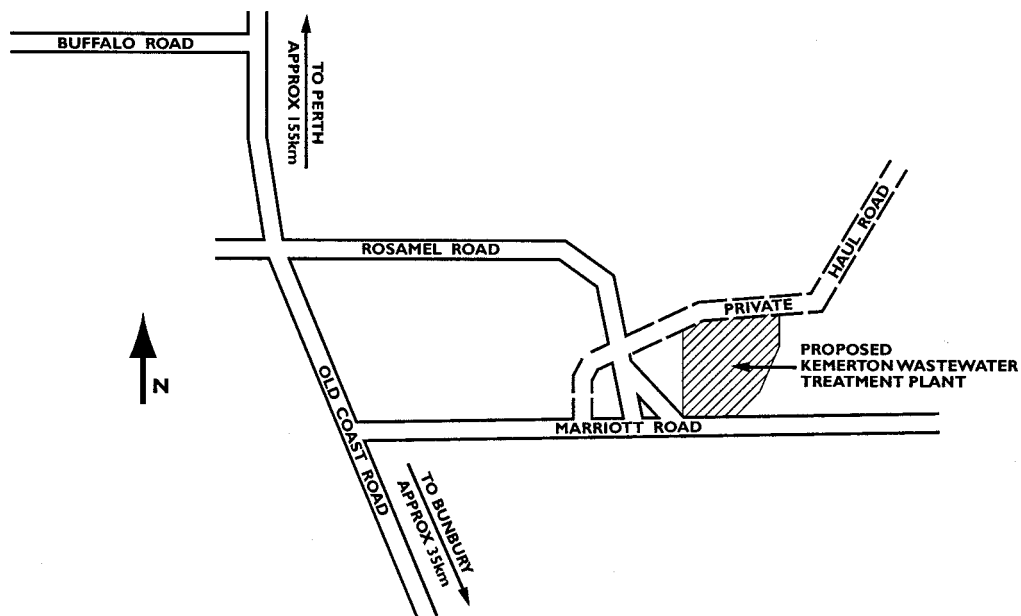 BUFFALO ROAD
TO PERTH
APPROX 155km
ROSAMEL ROAD
HAUL ROAD
PRIVATE
N
PROPOSED
KEMERTON WASTEWATER
TREATMENT PLANT
OLD COAST ROAD
MARRIOTT ROAD
TO BUNBURY
APPROX 35km